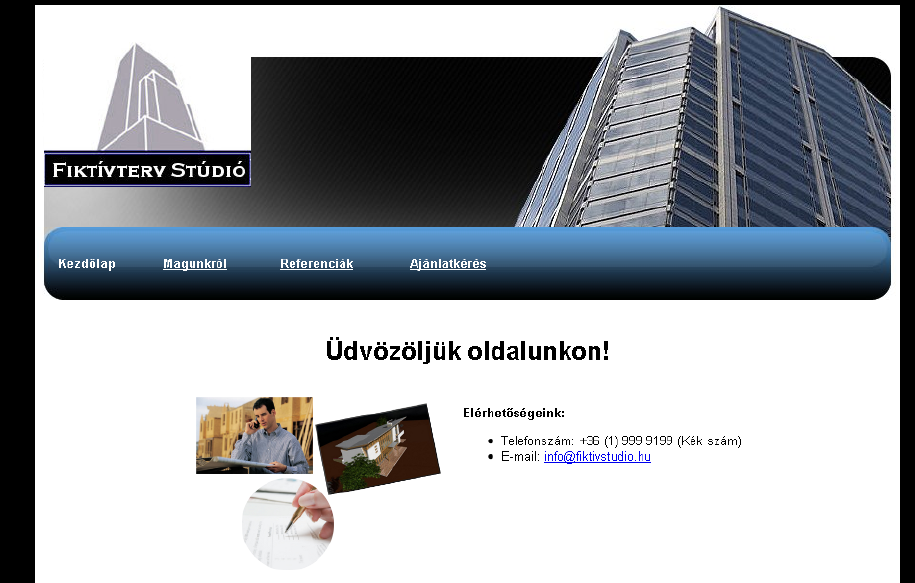 FIKTÍVTERV STÚDIÓ
Kezdőlap Magunkról Referenciák Ajánlatkérés
Üdvözöljük oldalunkon!
Elérhetőségeink:
Telefonszám: +36 (1) 999 9199 (Kék szám)
E-mail: info@fiktivstudio.hu